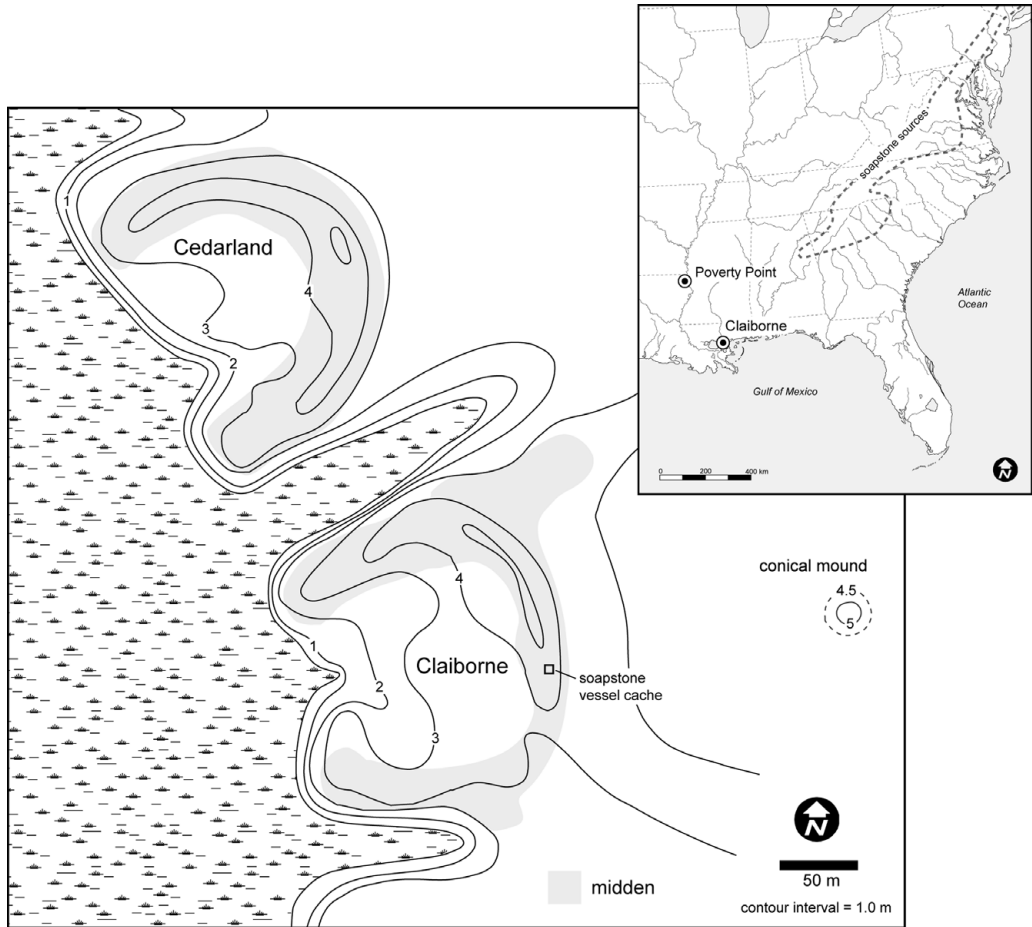 soapstone sources
Poverty Point
Claiborne
Atlantic
Ocean
Gulf of Mexico
0 200 400 km
N
1
Cedarland
4
3
2
conical mound
4.5
5
4
1
Claiborne
soapstone
vessel cache
2
3
N
50 m
midden
contour interval = 1.0 m